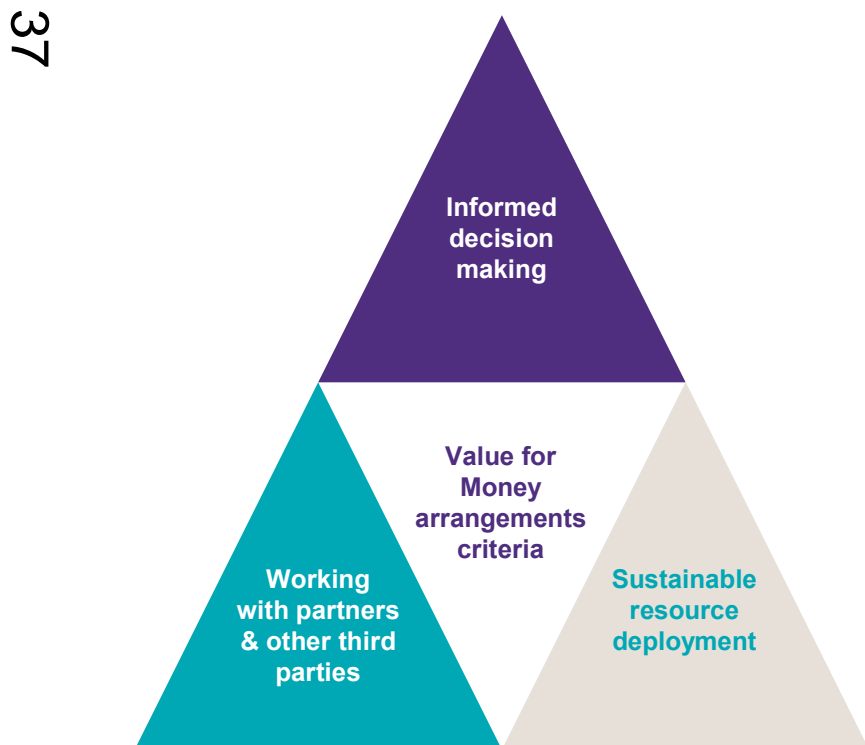 37
Informed
decision
making
Value for
Money
arrangements
criteria
Working
with partners
& other third
parties
Sustainable
resource
deployment